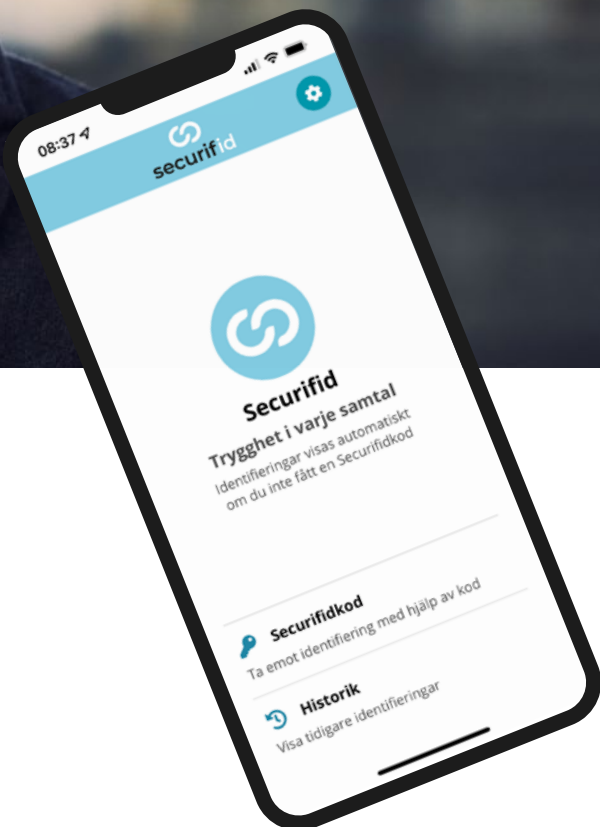 08:37
securifid
Securifid
Trygghet i varje samtal
Identifieringar visas automatiskt
om du inte fått en Securifidkod
Securifidkod
Ta emot identifiering med hjälp av kod
Historik
Visa tidigare identifieringar